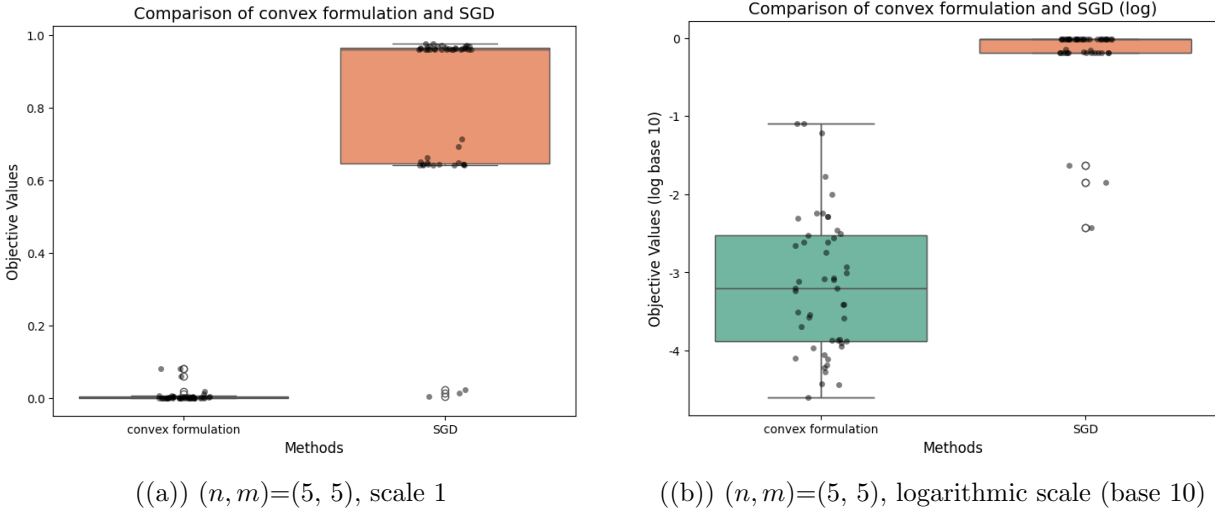 Comparison of convex formulation and SGD
1.0
0.8
0.6
0.4
0.2
0.0
Objective Values
convex formulation
SGD
Methods
((a)) (n, m)=(5, 5), scale 1
Comparison of convex formulation and SGD (log)
0
-1
-2
-3
-4
Objective Values (log base 10)
convex formulation
SGD
Methods
((b)) (n, m)=(5, 5), logarithmic scale (base 10)